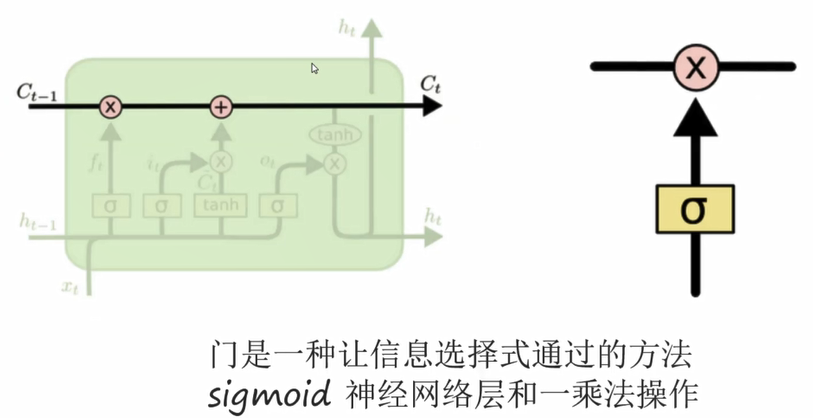 h_t
C_{t-1} × + C_t
tanh
f_t i_t × o_t ×
C̃_t
σ σ tanh σ
h_{t-1} h_t
x_t
×
σ
门是一种让信息选择式通过的方法
sigmoid 神经网络层和一乘法操作